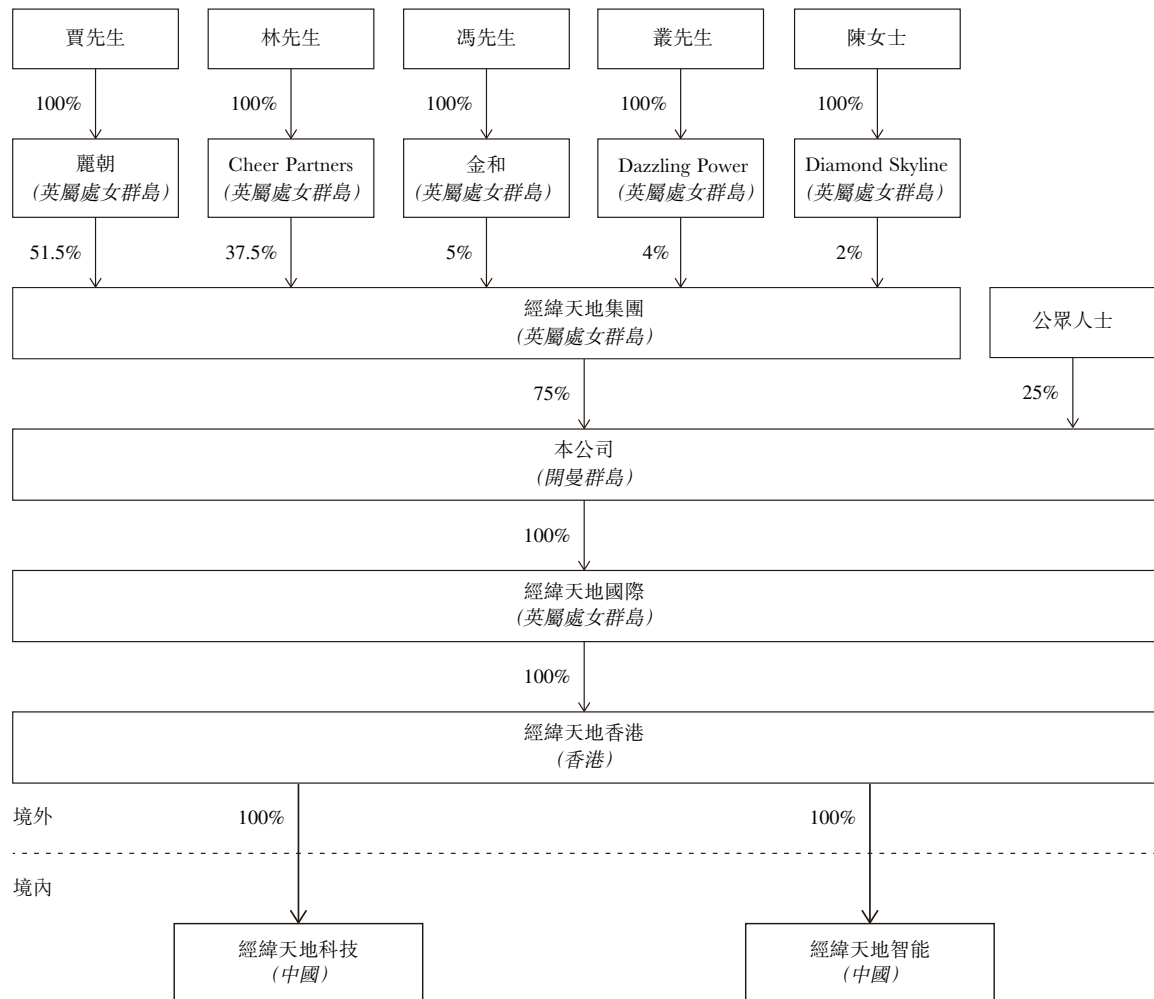 賈先生
林先生
馮先生
叢先生
陳女士
100%
100%
100%
100%
100%
麗朝
(英屬處女群島)
Cheer Partners
(英屬處女群島)
金和
(英屬處女群島)
Dazzling Power
(英屬處女群島)
Diamond Skyline
(英屬處女群島)
51.5%
37.5%
5%
4%
2%
經緯天地集團
(英屬處女群島)
公眾人士
75%
25%
本公司
(開曼群島)
100%
經緯天地國際
(英屬處女群島)
100%
經緯天地香港
(香港)
境外
100%
100%
境內
經緯天地科技
(中國)
經緯天地智能
(中國)